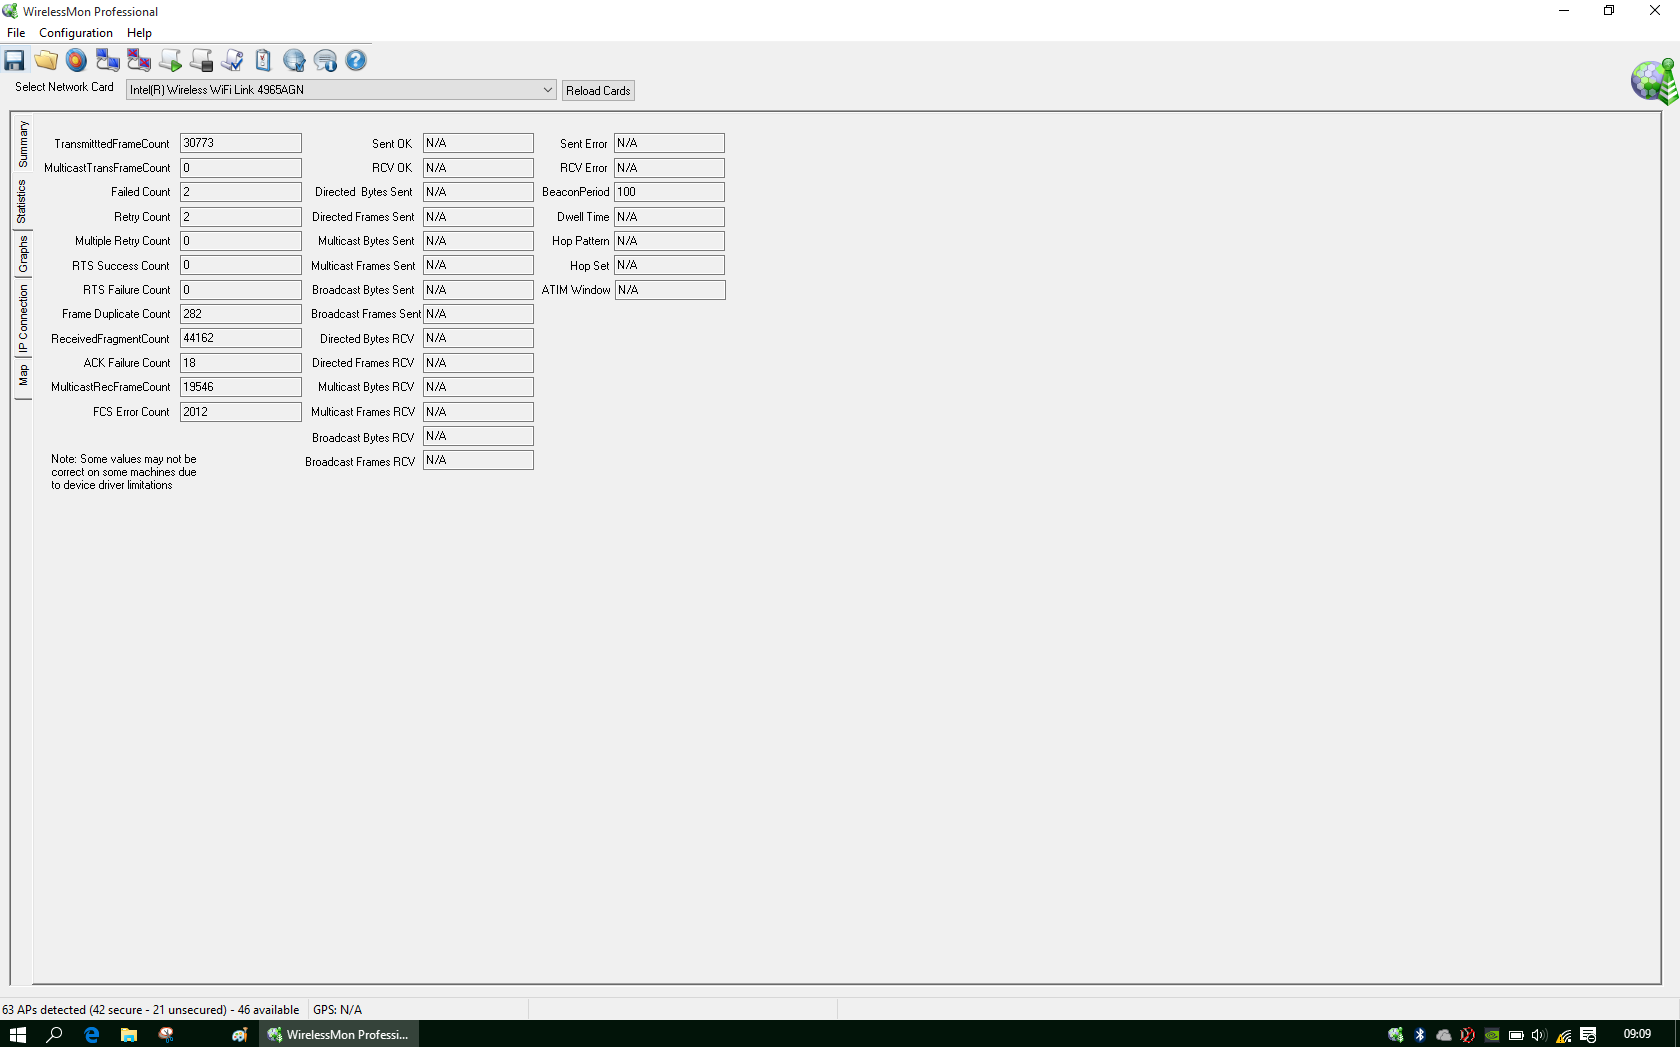 WirelessMon Professional
File Configuration Help
Select Network Card Intel(R) Wireless WiFi Link 4965AGN Reload Cards
Summary
Statistics
Graphs
IP Connection
Map
TransmitttedFrameCount 30773 Sent OK N/A Sent Error N/A
MulticastTransFrameCount 0 RCV OK N/A RCV Error N/A
Failed Count 2 Directed Bytes Sent N/A BeaconPeriod 100
Retry Count 2 Directed Frames Sent N/A Dwell Time N/A
Multiple Retry Count 0 Multicast Bytes Sent N/A Hop Pattern N/A
RTS Success Count 0 Multicast Frames Sent N/A Hop Set N/A
RTS Failure Count 0 Broadcast Bytes Sent N/A ATIM Window N/A
Frame Duplicate Count 282 Broadcast Frames Sent N/A
ReceivedFragmentCount 44162 Directed Bytes RCV N/A
ACK Failure Count 18 Directed Frames RCV N/A
MulticastRecFrameCount 19546 Multicast Bytes RCV N/A
FCS Error Count 2012 Multicast Frames RCV N/A
Broadcast Bytes RCV N/A
Broadcast Frames RCV N/A
Note: Some values may not be
correct on some machines due
to device driver limitations
63 APs detected (42 secure - 21 unsecured) - 46 available GPS: N/A
WirelessMon Professi... 09:09